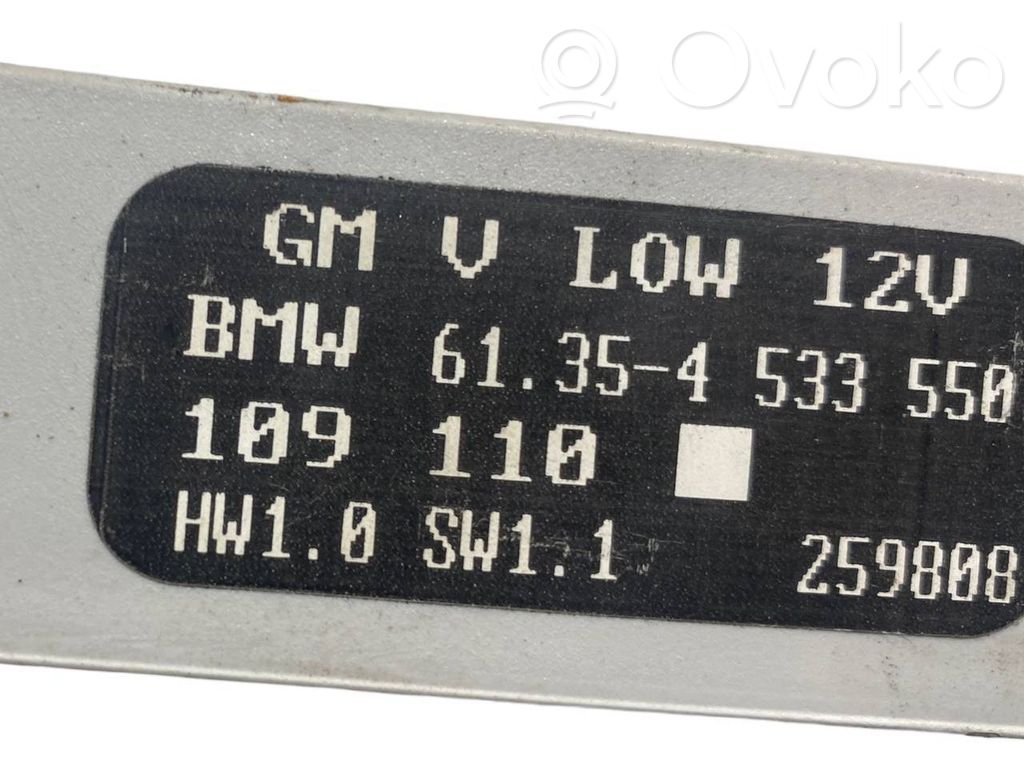 Ovoko
GM V LOW 12V
BMW 61.35-4 533 550
109 110
HW1.0 SW1.1 259808